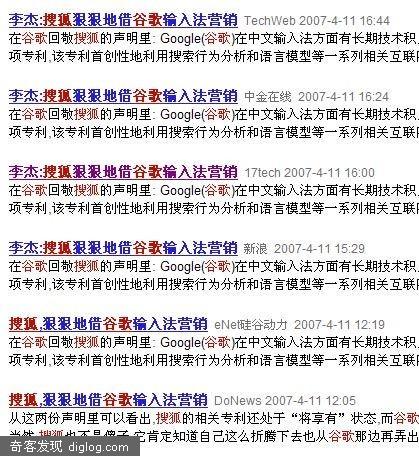 李杰:搜狐狠狠地借谷歌输入法营销 TechWeb 2007-4-11 16:44
在谷歌回敬搜狐的声明里: Google(谷歌)在中文输入法方面有长期技术积
项专利,该专利首创性地利用搜索行为分析和语言模型等一系列相关互联
李杰:搜狐狠狠地借谷歌输入法营销 中金在线 2007-4-11 16:24
在谷歌回敬搜狐的声明里: Google(谷歌)在中文输入法方面有长期技术积
项专利,该专利首创性地利用搜索行为分析和语言模型等一系列相关互联
李杰:搜狐狠狠地借谷歌输入法营销 17tech 2007-4-11 16:00
在谷歌回敬搜狐的声明里: Google(谷歌)在中文输入法方面有长期技术积
项专利,该专利首创性地利用搜索行为分析和语言模型等一系列相关互联
李杰:搜狐狠狠地借谷歌输入法营销 新浪 2007-4-11 15:29
在谷歌回敬搜狐的声明里: Google(谷歌)在中文输入法方面有长期技术积
项专利,该专利首创性地利用搜索行为分析和语言模型等一系列相关互联
搜狐,狠狠地借谷歌输入法营销 eNet硅谷动力 2007-4-11 12:19
在谷歌回敬搜狐的声明里: Google(谷歌)在中文输入法方面有长期技术积
项专利,该专利首创性地利用搜索行为分析和语言模型等一系列相关互联
搜狐,狠狠地借谷歌输入法营销 DoNews 2007-4-11 12:05
从这两份声明里可以看出,搜狐的相关专利还处于“将享有”状态,而谷歌
当然,搜狐也不是傻子,它肯定知道自己这么折腾下去也从谷歌那边再弄出
奇客发现 diglog.com